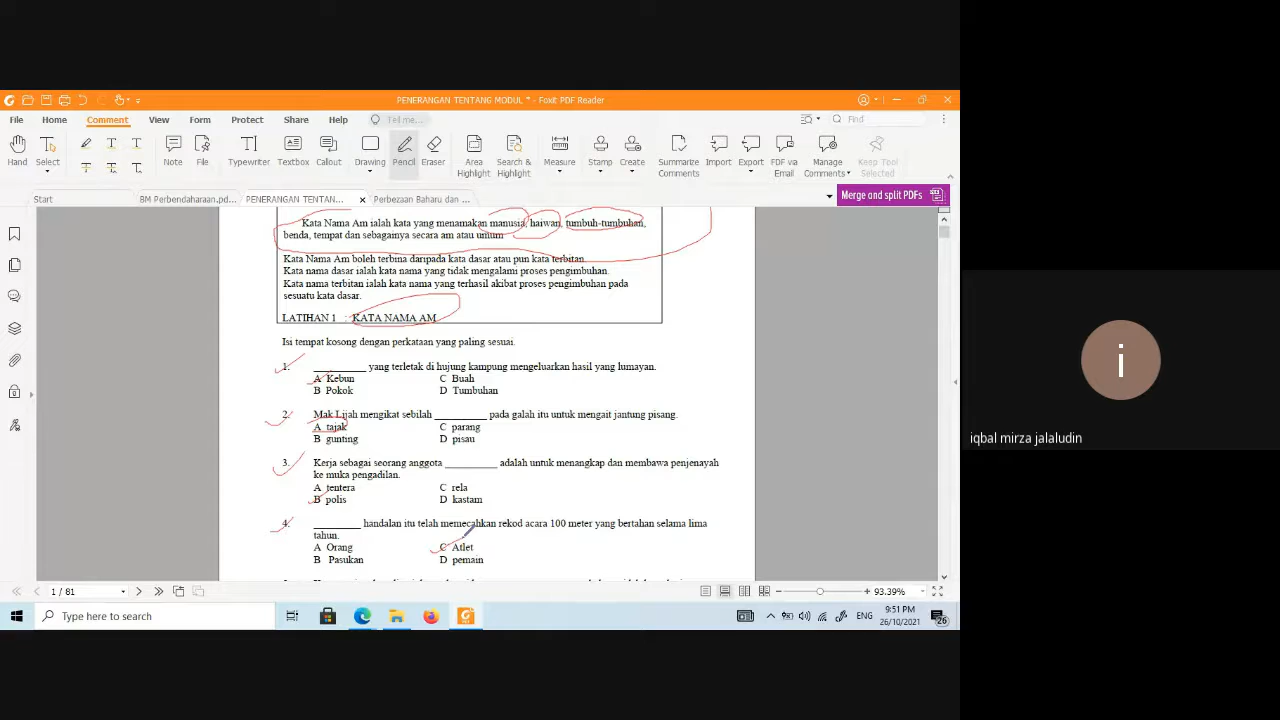 PENERANGAN TENTANG MODUL * - Foxit PDF Reader
File Home Comment View Form Protect Share Help Tell me... Find
Hand Select Note File Typewriter Textbox Callout Drawing Pencil Eraser Area Highlight Search & Highlight Measure Stamp Create Summarize Comments Import Export PDF via Email Manage Comments Keep Tool Selected
Start BM Perbendaharaan.pd... PENERANGAN TENTAN... Perbezaan Baharu dan ... Merge and split PDFs
Kata Nama Am ialah kata yang menamakan manusia, haiwan, tumbuh-tumbuhan,
benda, tempat dan sebagainya secara am atau umum
Kata Nama Am boleh terbina daripada kata dasar atau pun kata terbitan.
Kata nama dasar ialah kata nama yang tidak mengalami proses pengimbuhan.
Kata nama terbitan ialah kata nama yang terhasil akibat proses pengimbuhan pada
sesuatu kata dasar.
LATIHAN 1 : KATA NAMA AM
Isi tempat kosong dengan perkataan yang paling sesuai.
1. __________ yang terletak di hujung kampung mengeluarkan hasil yang lumayan.
A Kebun C Buah
B Pokok D Tumbuhan
2. Mak Lijah mengikat sebilah __________ pada galah itu untuk mengait jantung pisang.
A tajak C parang
B gunting D pisau
3. Kerja sebagai seorang anggota __________ adalah untuk menangkap dan membawa penjenayah
ke muka pengadilan.
A tentera C rela
B polis D kastam
4. _________ handalan itu telah memecahkan rekod acara 100 meter yang bertahan selama lima
tahun.
A Orang C Atlet
B Pasukan D pemain
1 / 81 93.39%
Type here to search ENG 9:51 PM
26/10/2021 26
i
iqbal mirza jalaludin